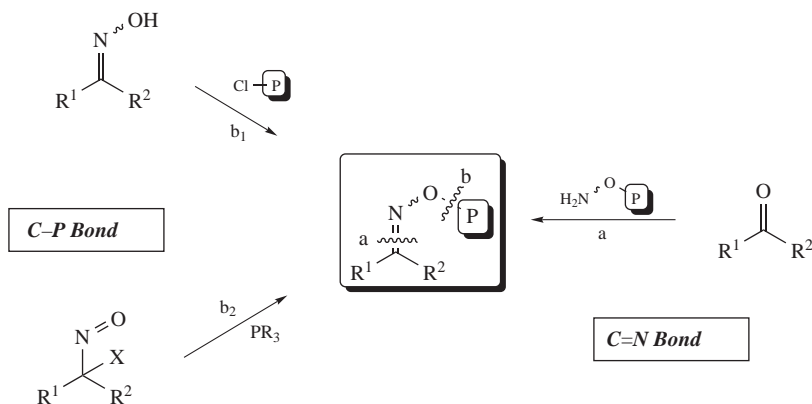 N
OH
R¹
R²
Cl
P
b₁
C–P Bond
N
O
X
R¹
R²
b₂
PR₃
O
b
N
P
a
R¹
R²
H₂N
O
P
a
O
R¹
R²
C=N Bond